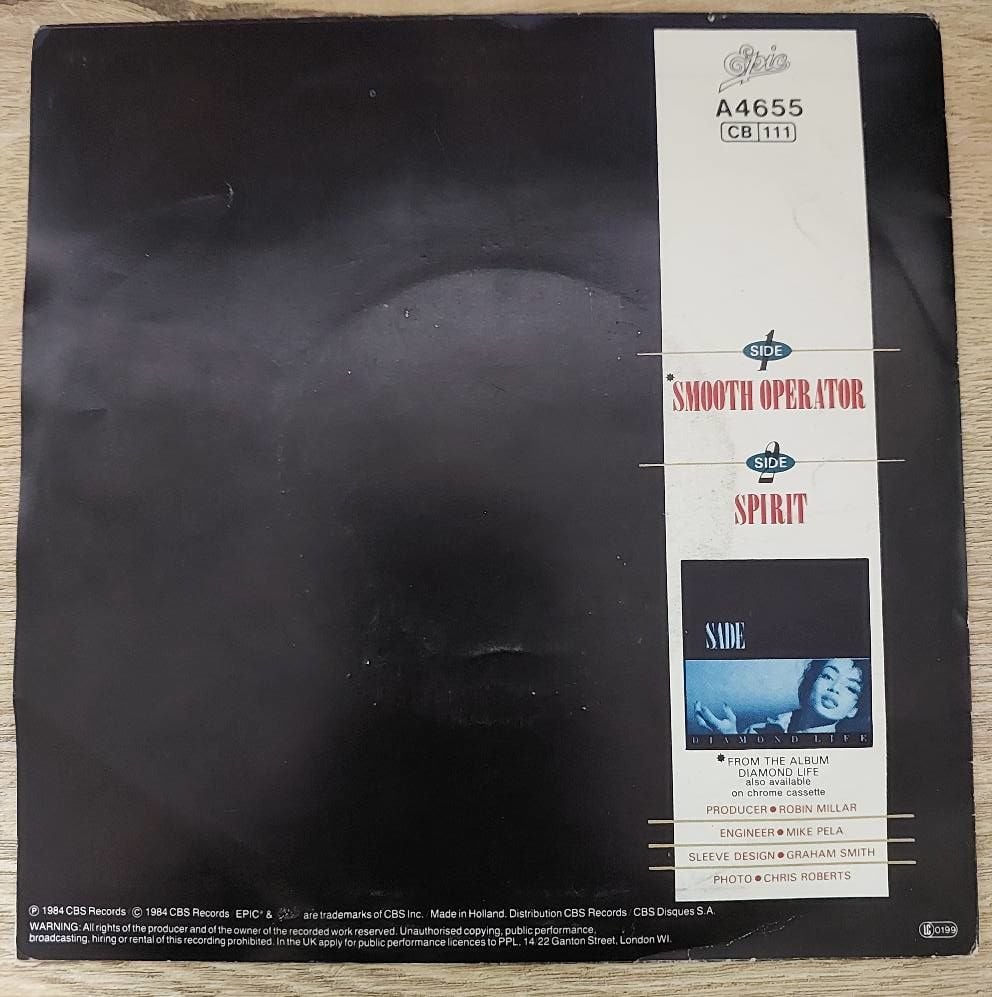 Epic
A4655
CB 111
SIDE 1
*SMOOTH OPERATOR
SIDE 2
SPIRIT
SADE
DIAMOND LIFE
*FROM THE ALBUM
DIAMOND LIFE
also available
on chrome cassette
PRODUCER●ROBIN MILLAR
ENGINEER●MIKE PELA
SLEEVE DESIGN●GRAHAM SMITH
PHOTO●CHRIS ROBERTS
Ⓟ 1984 CBS Records © 1984 CBS Records EPIC® & Epic are trademarks of CBS Inc. Made in Holland. Distribution CBS Records / CBS Disques S.A.
WARNING: All rights of the producer and of the owner of the recorded work reserved. Unauthorised copying, public performance,
broadcasting, hiring or rental of this recording prohibited. In the UK apply for public performance licences to PPL, 14 22 Ganton Street, London WI.
LC 0199